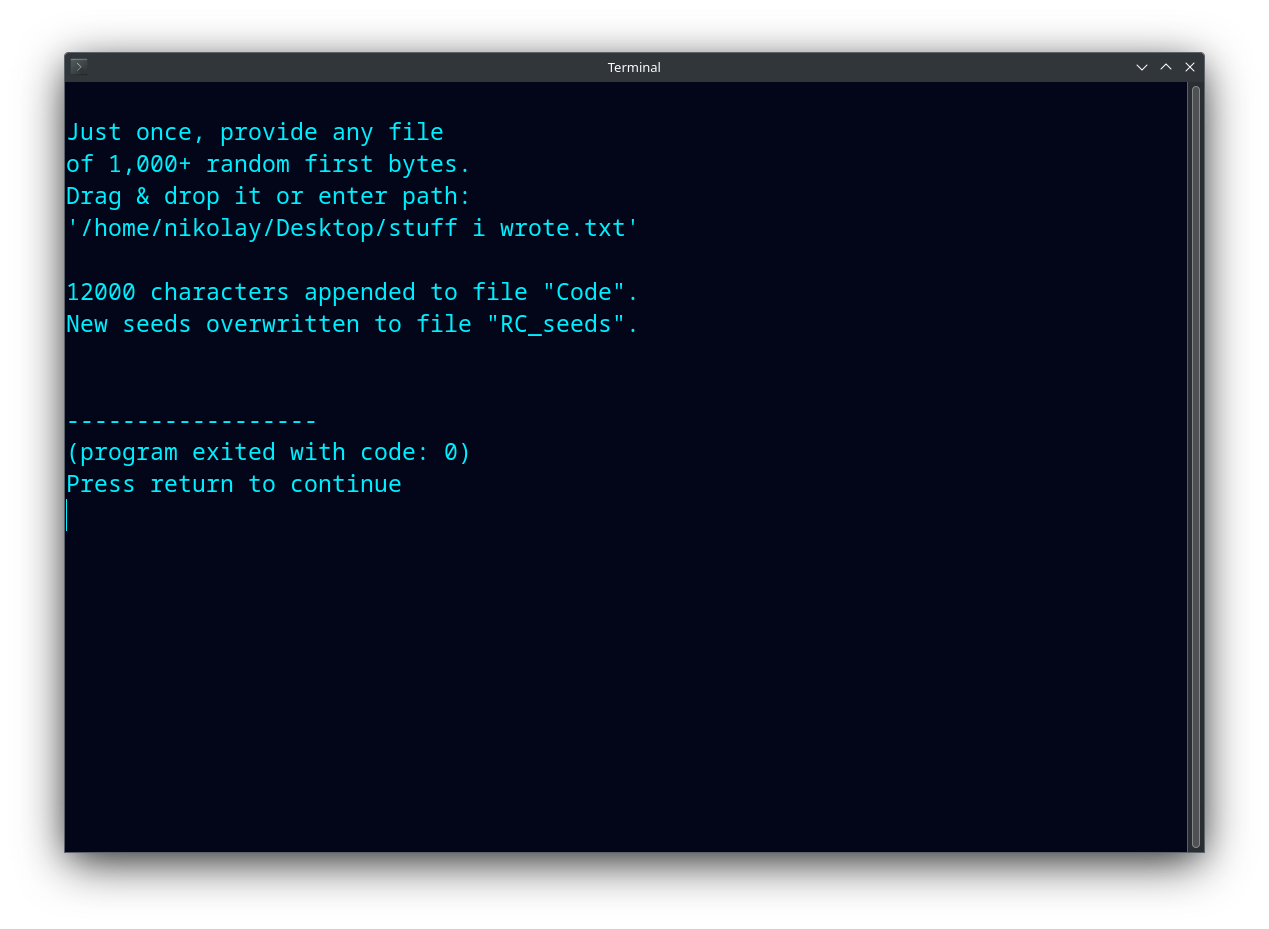 Terminal
Just once, provide any file
of 1,000+ random first bytes.
Drag & drop it or enter path:
'/home/nikolay/Desktop/stuff i wrote.txt'
12000 characters appended to file "Code".
New seeds overwritten to file "RC_seeds".
------------------
(program exited with code: 0)
Press return to continue